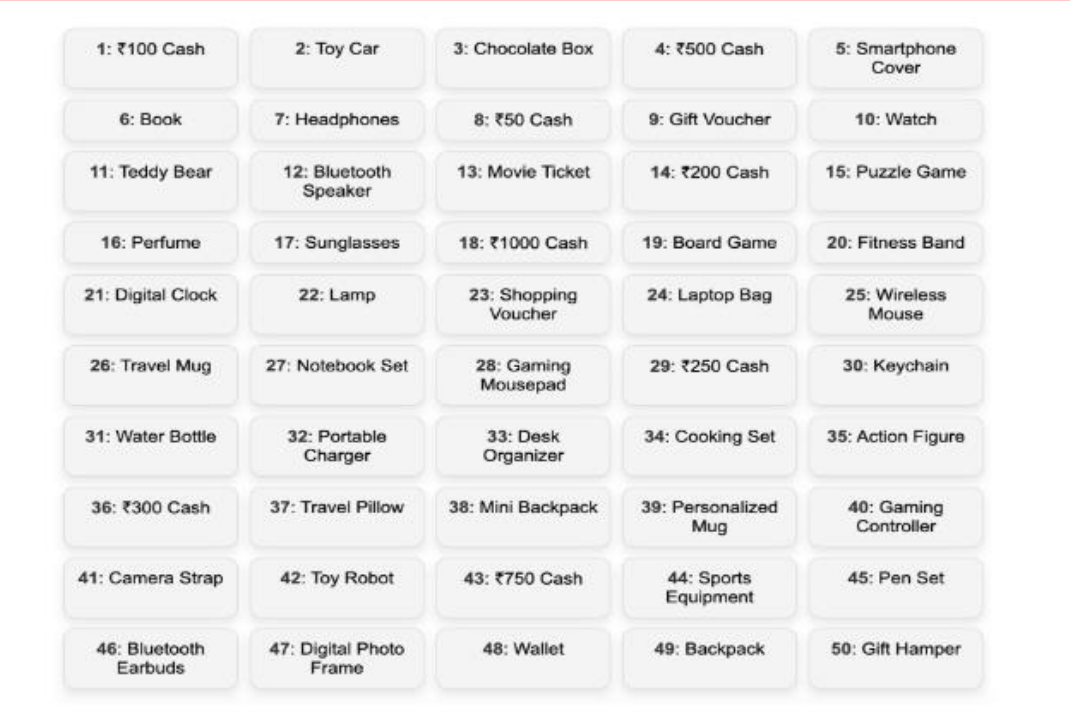 1: ₹100 Cash
2: Toy Car
3: Chocolate Box
4: ₹500 Cash
5: Smartphone
Cover
6: Book
7: Headphones
8: ₹50 Cash
9: Gift Voucher
10: Watch
11: Teddy Bear
12: Bluetooth
Speaker
13: Movie Ticket
14: ₹200 Cash
15: Puzzle Game
16: Perfume
17: Sunglasses
18: ₹1000 Cash
19: Board Game
20: Fitness Band
21: Digital Clock
22: Lamp
23: Shopping
Voucher
24: Laptop Bag
25: Wireless
Mouse
26: Travel Mug
27: Notebook Set
28: Gaming
Mousepad
29: ₹250 Cash
30: Keychain
31: Water Bottle
32: Portable
Charger
33: Desk
Organizer
34: Cooking Set
35: Action Figure
36: ₹300 Cash
37: Travel Pillow
38: Mini Backpack
39: Personalized
Mug
40: Gaming
Controller
41: Camera Strap
42: Toy Robot
43: ₹750 Cash
44: Sports
Equipment
45: Pen Set
46: Bluetooth
Earbuds
47: Digital Photo
Frame
48: Wallet
49: Backpack
50: Gift Hamper